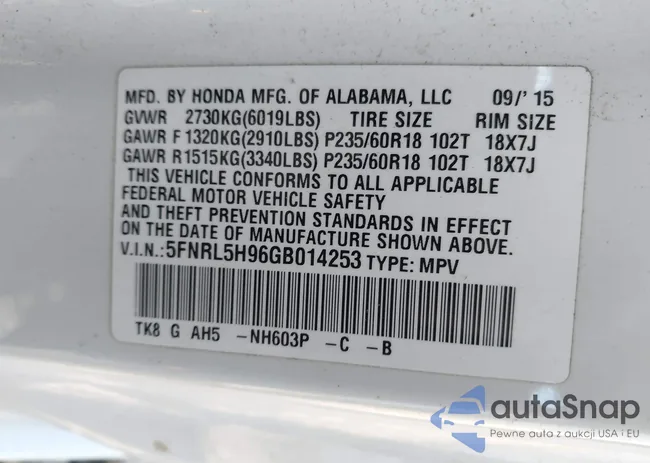 MFD. BY HONDA MFG. OF ALABAMA, LLC 09/' 15
GVWR 2730KG(6019LBS) TIRE SIZE RIM SIZE
GAWR F 1320KG(2910LBS) P235/60R18 102T 18X7J
GAWR R1515KG(3340LBS) P235/60R18 102T 18X7J
THIS VEHICLE CONFORMS TO ALL APPLICABLE
FEDERAL MOTOR VEHICLE SAFETY
AND THEFT PREVENTION STANDARDS IN EFFECT
ON THE DATE OF MANUFACTURE SHOWN ABOVE.
V.I.N.:5FNRL5H96GB014253 TYPE: MPV
TK8 G AH5 -NH603P -C -B
autaSnap
Pewne auta z aukcji USA i EU